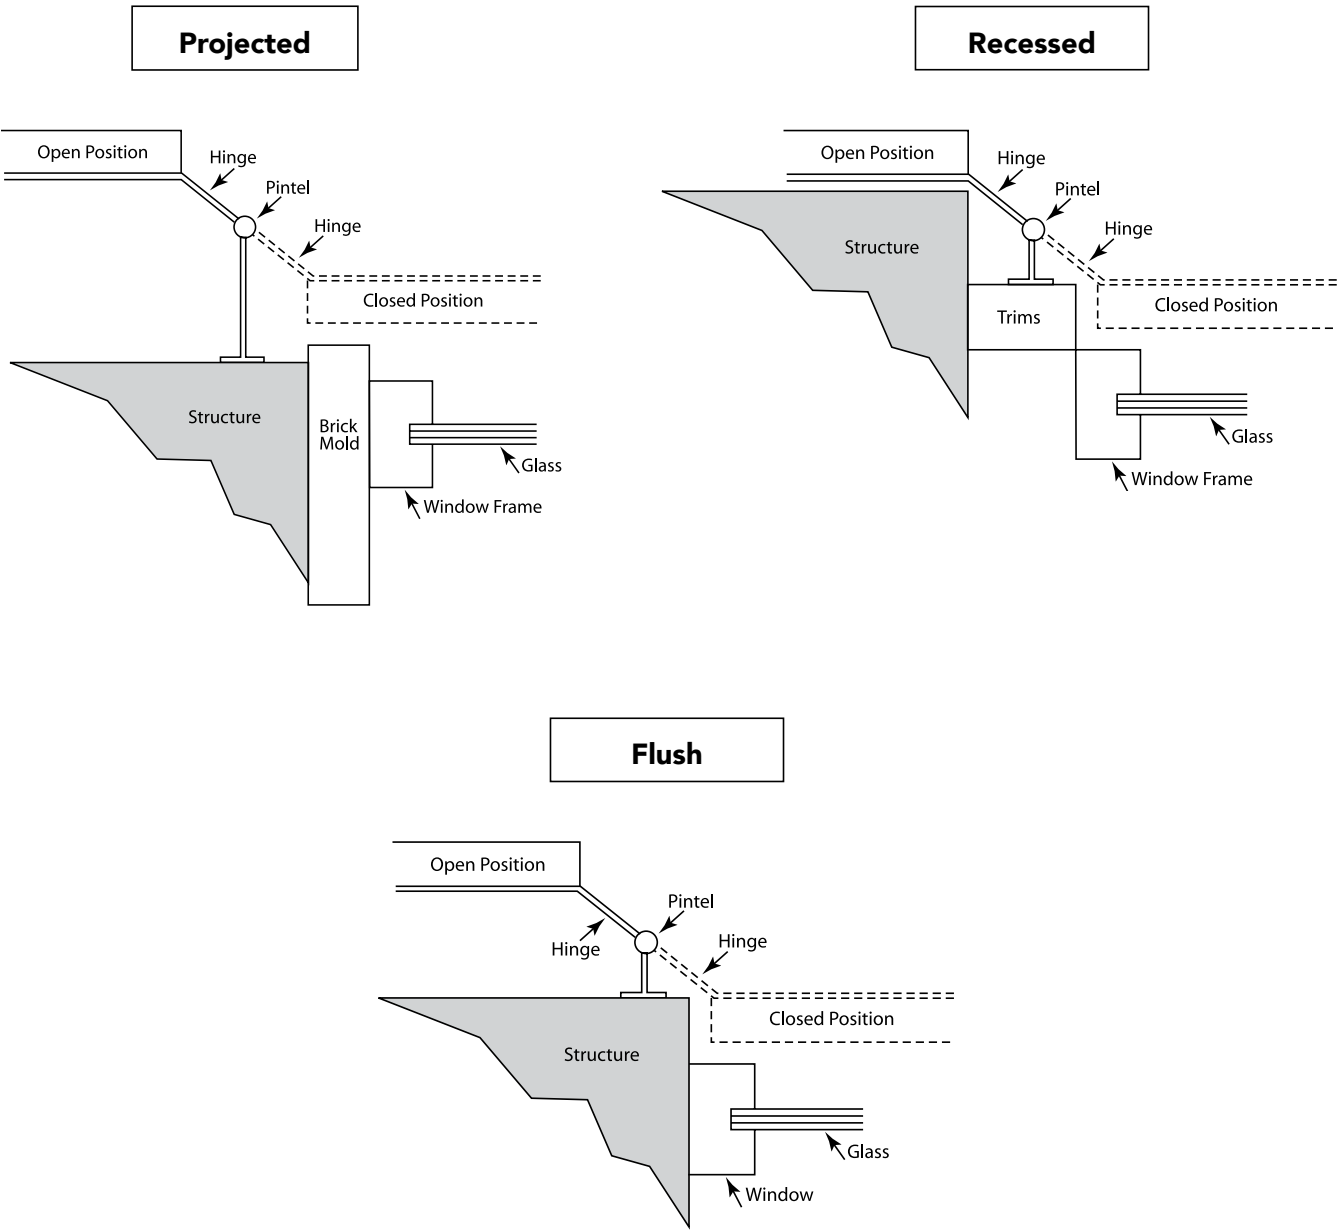 Projected
Open Position
Hinge
Pintel
Hinge
Closed Position
Structure
Brick
Mold
Glass
Window Frame
Recessed
Open Position
Hinge
Pintel
Hinge
Structure
Closed Position
Trims
Glass
Window Frame
Flush
Open Position
Pintel
Hinge
Hinge
Closed Position
Structure
Glass
Window